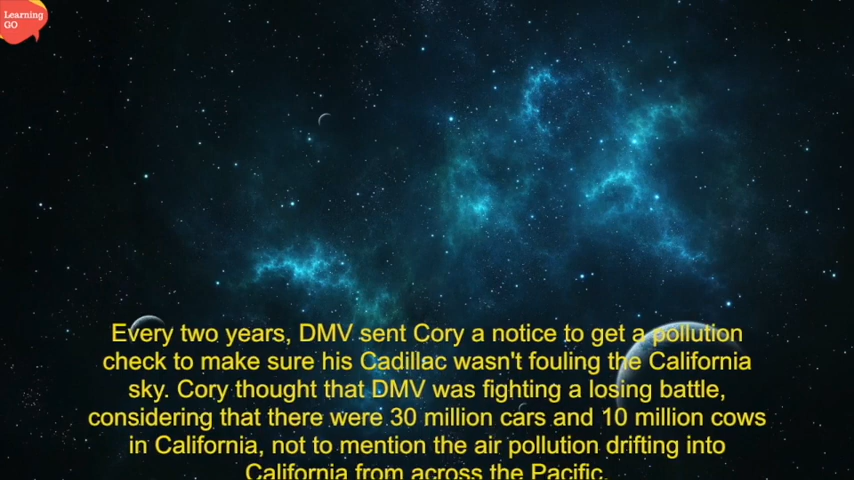 Learning
GO
Every two years, DMV sent Cory a notice to get a pollution
check to make sure his Cadillac wasn't fouling the California
sky. Cory thought that DMV was fighting a losing battle,
considering that there were 30 million cars and 10 million cows
in California, not to mention the air pollution drifting into
California from across the Pacific.